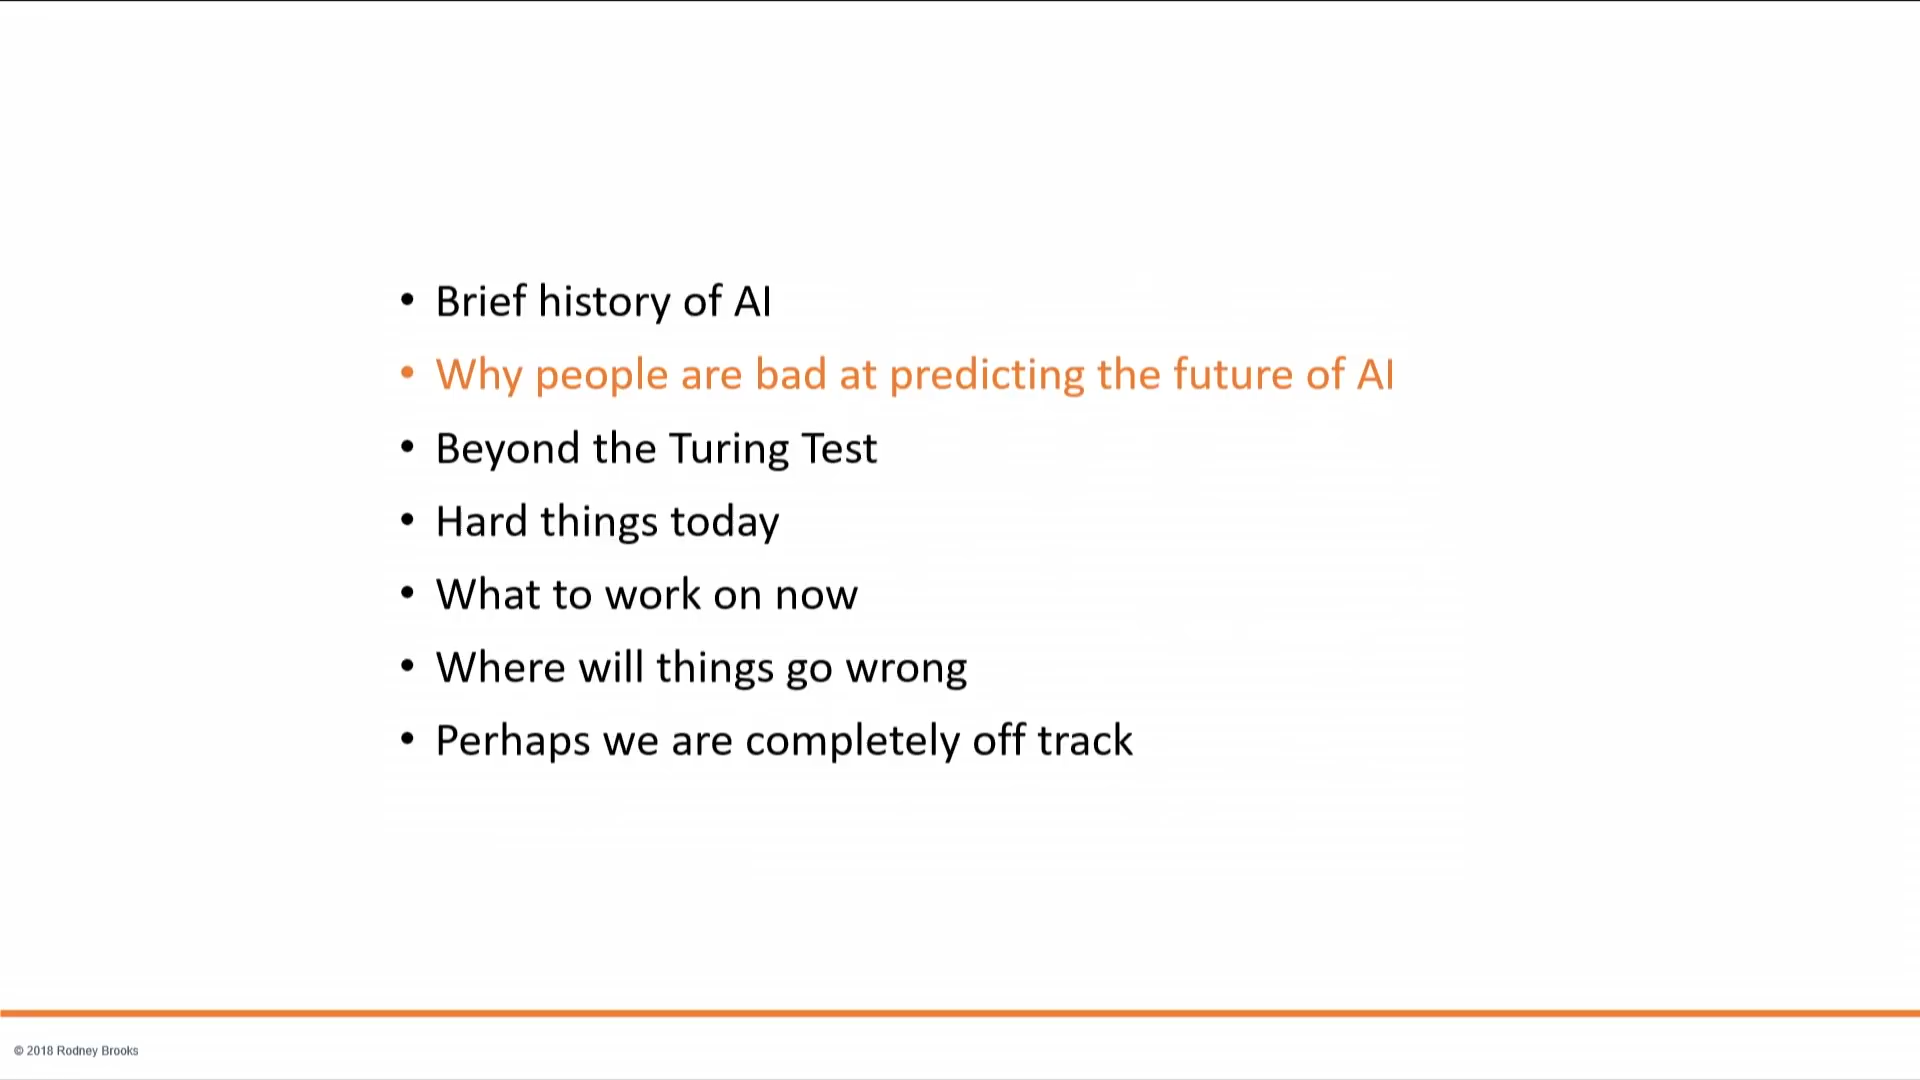 • Brief history of AI
• Why people are bad at predicting the future of AI
• Beyond the Turing Test
• Hard things today
• What to work on now
• Where will things go wrong
• Perhaps we are completely off track
© 2018 Rodney Brooks